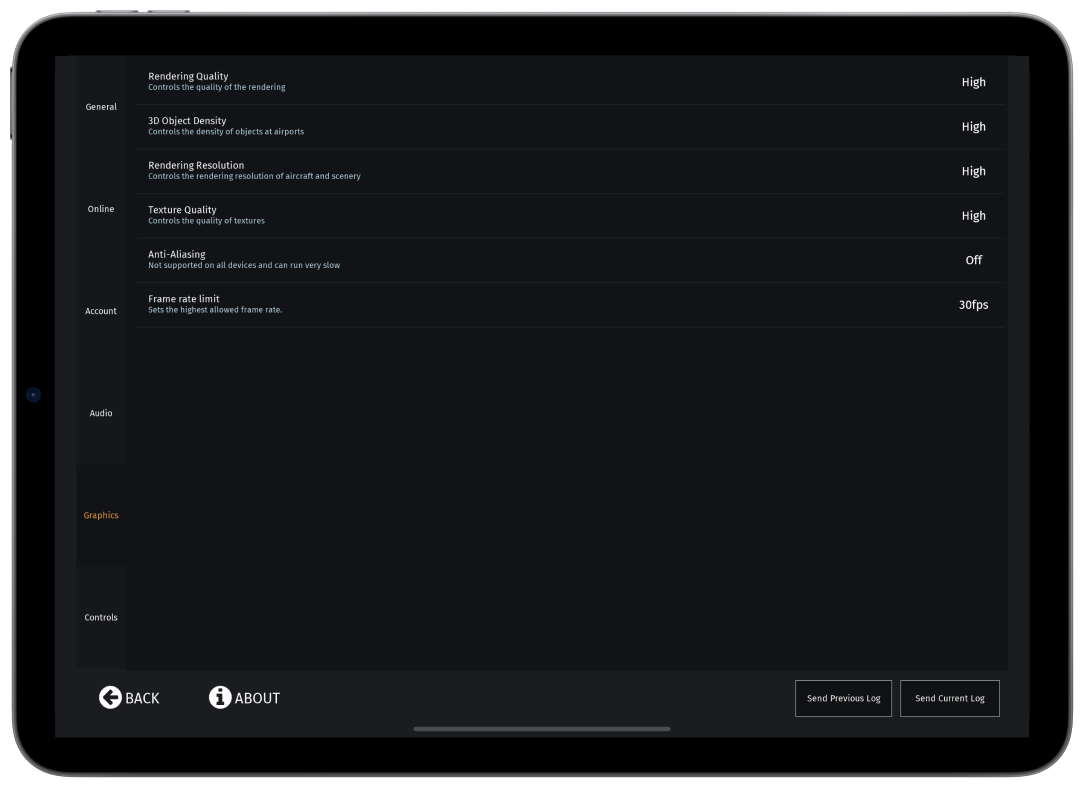 General
Online
Account
Audio
Graphics
Controls
Rendering Quality
Controls the quality of the rendering
High
3D Object Density
Controls the density of objects at airports
High
Rendering Resolution
Controls the rendering resolution of aircraft and scenery
High
Texture Quality
Controls the quality of textures
High
Anti-Aliasing
Not supported on all devices and can run very slow
Off
Frame rate limit
Sets the highest allowed frame rate.
30fps
BACK
ABOUT
Send Previous Log
Send Current Log